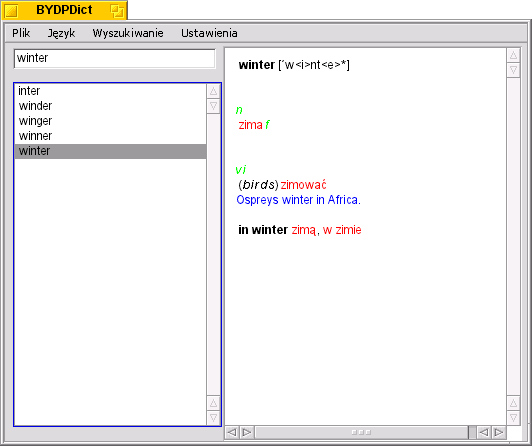 BYDPDict
Plik Język Wyszukiwanie Ustawienia
winter
inter
winder
winger
winner
winter
winter ['w<i>nt<e>*]
n
zima f
vi
(birds) zimować
Ospreys winter in Africa.
in winter zimą, w zimie